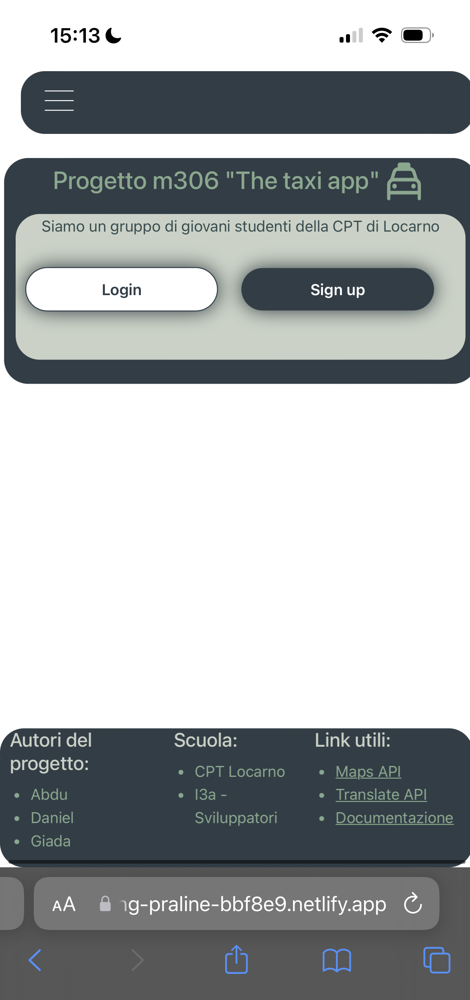 15:13
Progetto m306 "The taxi app"
Siamo un gruppo di giovani studenti della CPT di Locarno
Login
Sign up
Autori del
progetto:
Abdu
Daniel
Giada
Scuola:
CPT Locarno
I3a -
Sviluppatori
Link utili:
Maps API
Translate API
Documentazione
AA
ng-praline-bbf8e9.netlify.app